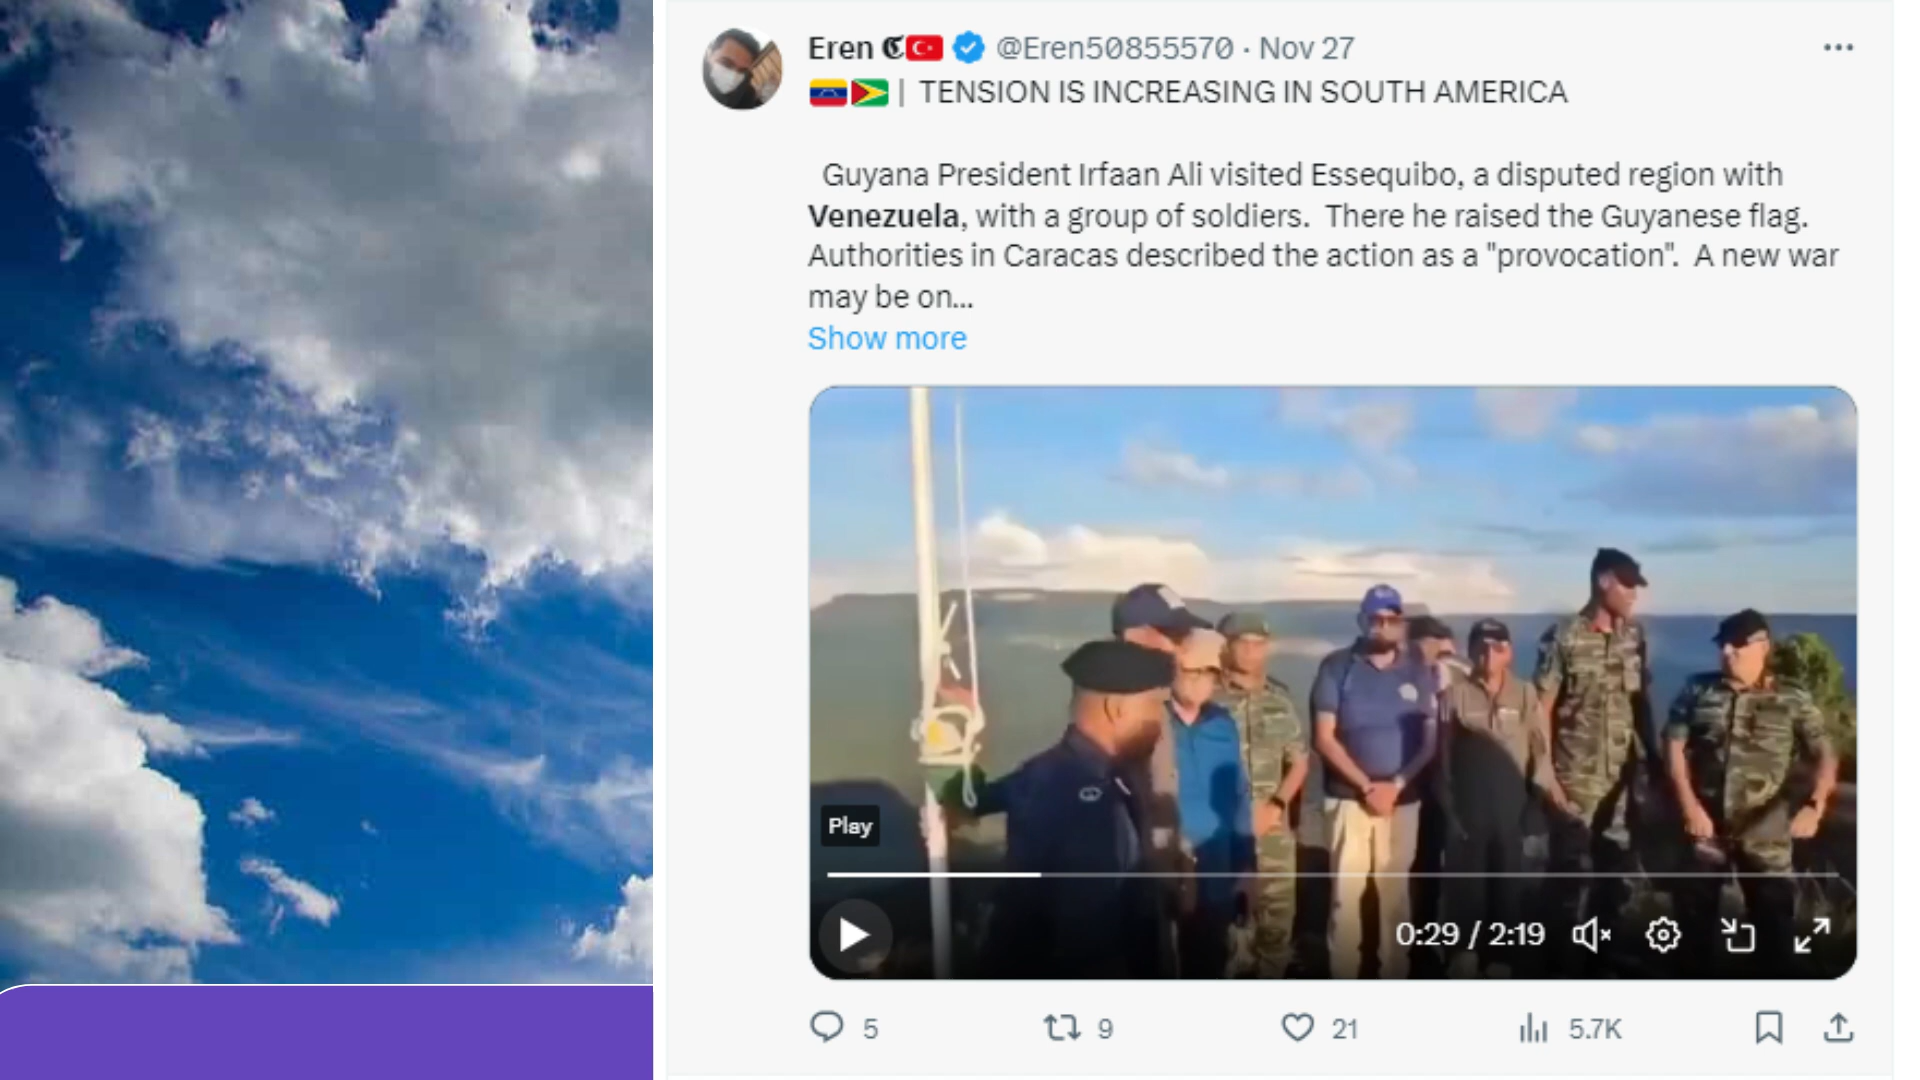 Eren ℭ🇹🇷 @Eren50855570 · Nov 27
🇻🇪🇬🇾 | TENSION IS INCREASING IN SOUTH AMERICA
Guyana President Irfaan Ali visited Essequibo, a disputed region with
Venezuela, with a group of soldiers. There he raised the Guyanese flag.
Authorities in Caracas described the action as a "provocation". A new war
may be on...
Show more
Play
0:29 / 2:19
5 9 21 5.7K